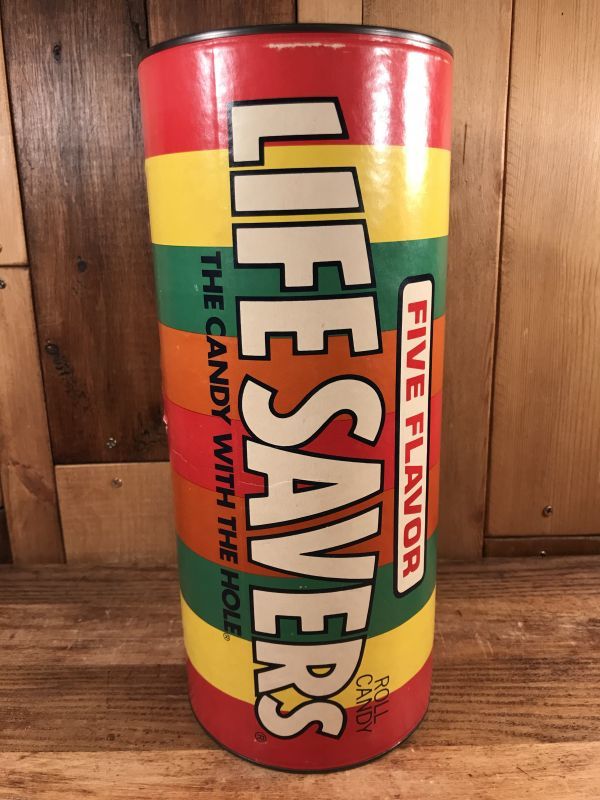 FIVE FLAVOR
LIFE SAVERS®
ROLL
CANDY
THE CANDY WITH THE HOLE®